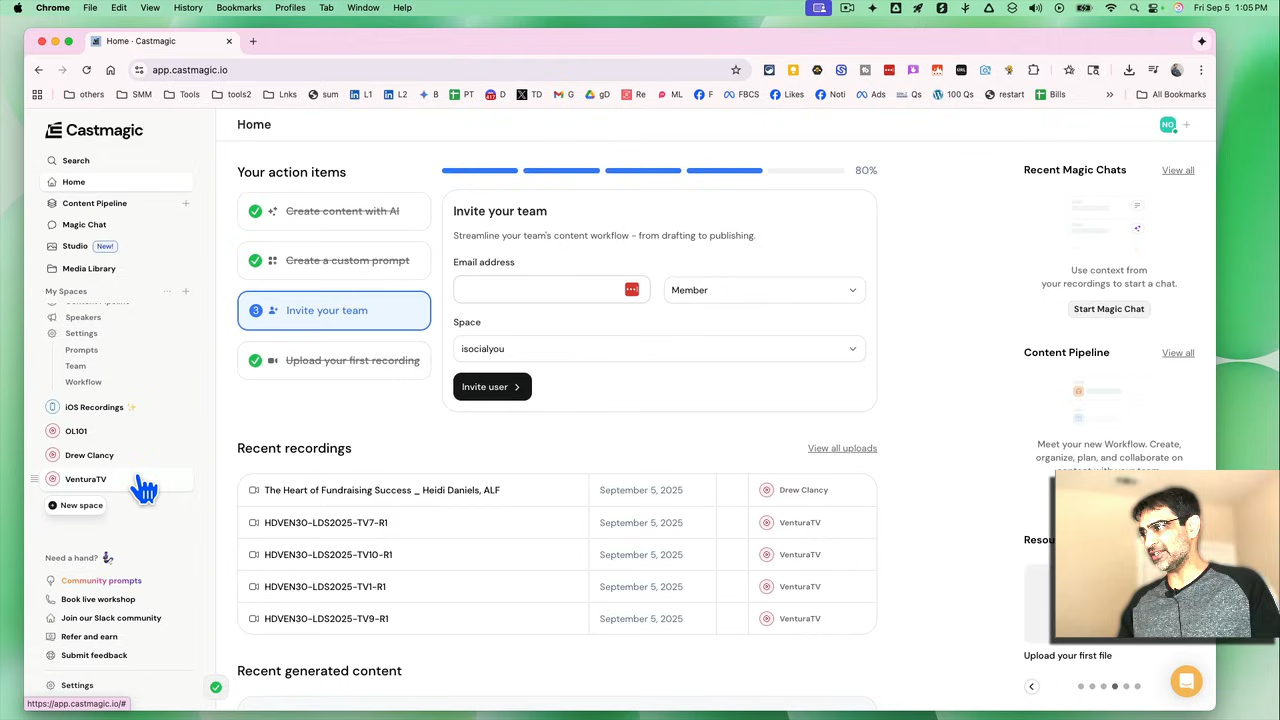 Chrome File Edit View History Bookmarks Profiles Tab Window Help Fri Sep 5 1:05 PM
Home · Castmagic
app.castmagic.io
others SMM Tools tools2 Lnks sum L1 L2 B PT D TD G gD Re ML F FBCS Likes Noti Ads Qs 100 Qs restart Bills All Bookmarks
Castmagic
Search
Home
Content Pipeline
Magic Chat
Studio New!
Media Library
My Spaces
Content Pipeline
Speakers
Settings
Prompts
Team
Workflow
iOS Recordings
OL101
Drew Clancy
VenturaTV
New space
Need a hand?
Community prompts
Book live workshop
Join our Slack community
Refer and earn
Submit feedback
Settings
https://app.castmagic.io/#
Home
NO
Your action items
Create content with AI
Create a custom prompt
3 Invite your team
Upload your first recording
80%
Invite your team
Streamline your team's content workflow - from drafting to publishing.
Email address
Member
Space
isocialyou
Invite user
Recent recordings View all uploads
The Heart of Fundraising Success _ Heidi Daniels, ALF September 5, 2025 Drew Clancy
HDVEN30-LDS2025-TV7-R1 September 5, 2025 VenturaTV
HDVEN30-LDS2025-TV10-R1 September 5, 2025 VenturaTV
HDVEN30-LDS2025-TV1-R1 September 5, 2025 VenturaTV
HDVEN30-LDS2025-TV9-R1 September 5, 2025 VenturaTV
Recent generated content
Recent Magic Chats View all
Use context from
your recordings to start a chat.
Start Magic Chat
Content Pipeline View all
Meet your new Workflow. Create,
organize, plan, and collaborate on
Upload your first file